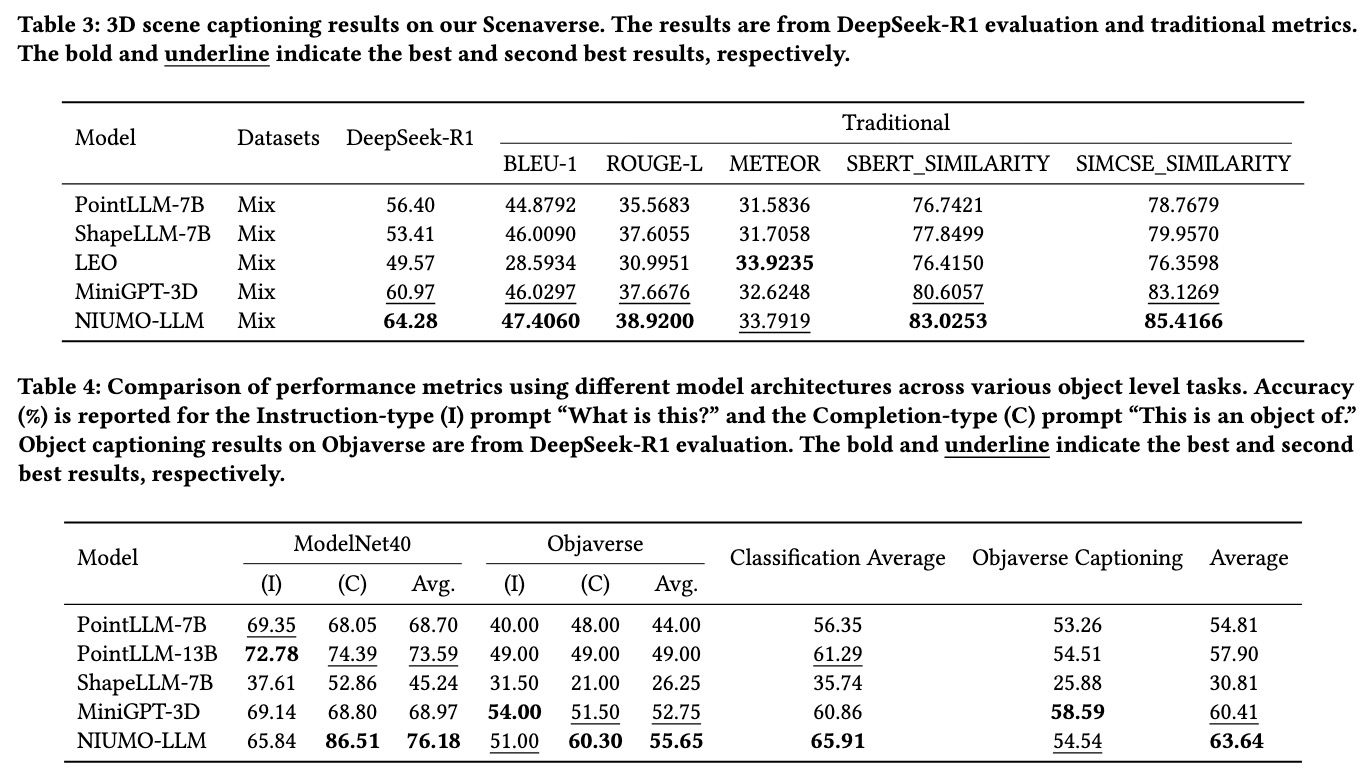 Table 3: 3D scene captioning results on our Scenaverse. The results are from DeepSeek-R1 evaluation and traditional metrics.
The bold and underline indicate the best and second best results, respectively.
Model Datasets DeepSeek-R1 Traditional
BLEU-1 ROUGE-L METEOR SBERT_SIMILARITY SIMCSE_SIMILARITY
PointLLM-7B Mix 56.40 44.8792 35.5683 31.5836 76.7421 78.7679
ShapeLLM-7B Mix 53.41 46.0090 37.6055 31.7058 77.8499 79.9570
LEO Mix 49.57 28.5934 30.9951 33.9235 76.4150 76.3598
MiniGPT-3D Mix 60.97 46.0297 37.6676 32.6248 80.6057 83.1269
NIUMO-LLM Mix 64.28 47.4060 38.9200 33.7919 83.0253 85.4166
Table 4: Comparison of performance metrics using different model architectures across various object level tasks. Accuracy
(%) is reported for the Instruction-type (I) prompt “What is this?” and the Completion-type (C) prompt “This is an object of.”
Object captioning results on Objaverse are from DeepSeek-R1 evaluation. The bold and underline indicate the best and second
best results, respectively.
Model ModelNet40 Objaverse Classification Average Objaverse Captioning Average
(I) (C) Avg. (I) (C) Avg.
PointLLM-7B 69.35 68.05 68.70 40.00 48.00 44.00 56.35 53.26 54.81
PointLLM-13B 72.78 74.39 73.59 49.00 49.00 49.00 61.29 54.51 57.90
ShapeLLM-7B 37.61 52.86 45.24 31.50 21.00 26.25 35.74 25.88 30.81
MiniGPT-3D 69.14 68.80 68.97 54.00 51.50 52.75 60.86 58.59 60.41
NIUMO-LLM 65.84 86.51 76.18 51.00 60.30 55.65 65.91 54.54 63.64